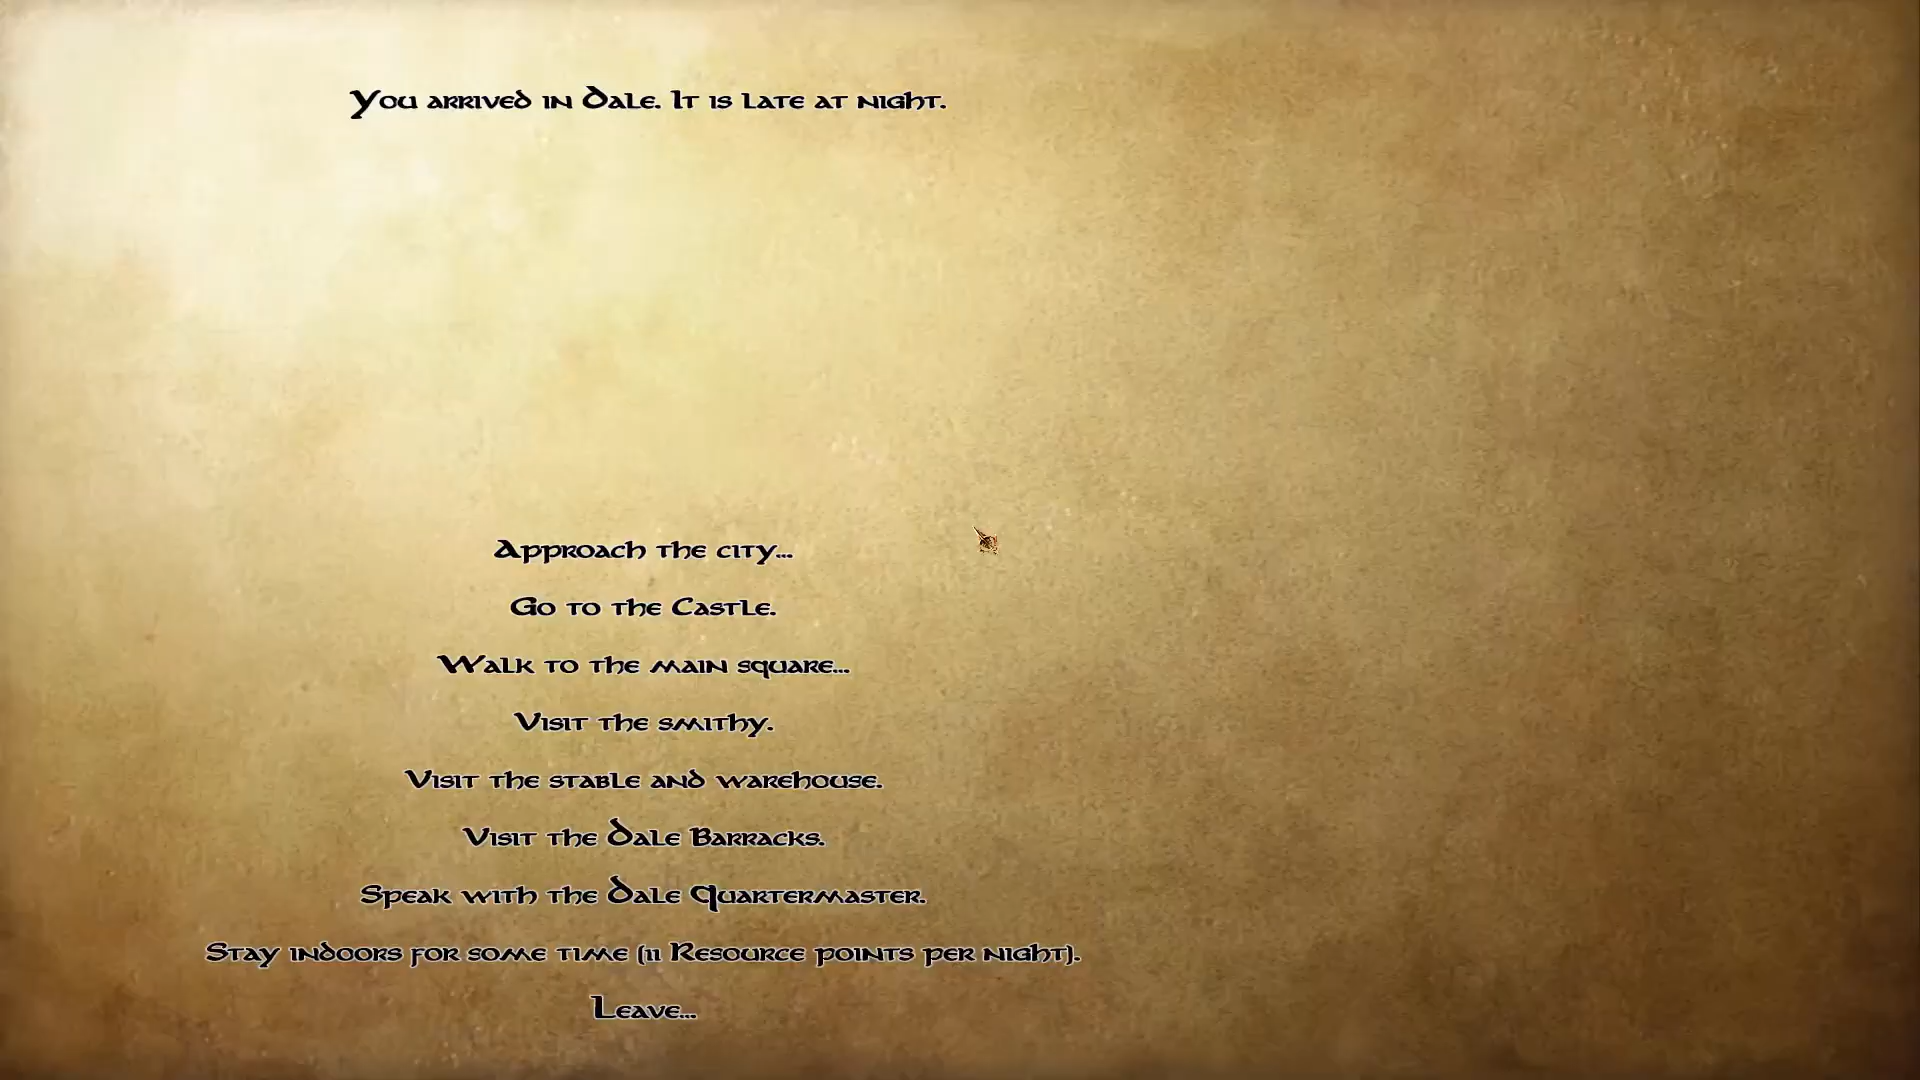 You arrived in Dale. It is late at night.
Approach the city...
Go to the Castle.
Walk to the main square...
Visit the smithy.
Visit the stable and warehouse.
Visit the Dale Barracks.
Speak with the Dale Quartermaster.
Stay indoors for some time (11 Resource points per night).
Leave...